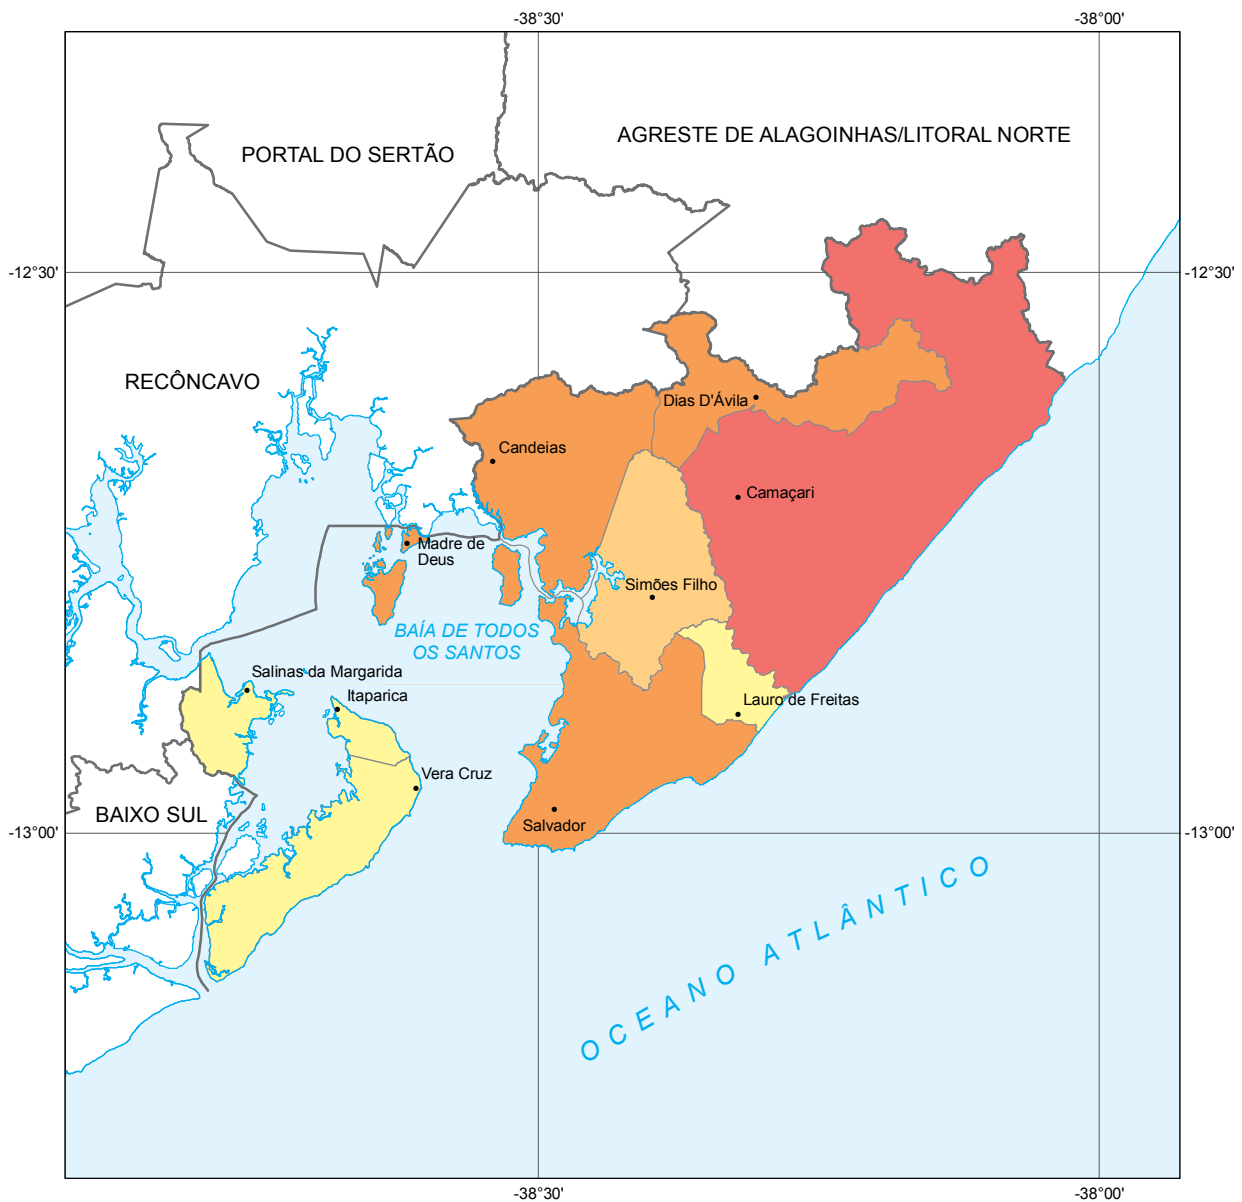 -38°30'
-38°00'
AGRESTE DE ALAGOINHAS/LITORAL NORTE
PORTAL DO SERTÃO
-12°30'
-12°30'
RECÔNCAVO
Dias D'Ávila
Candeias
Camaçari
Madre de
Deus
Simões Filho
BAÍA DE TODOS
OS SANTOS
Salinas da Margarida
Itaparica
Lauro de Freitas
Vera Cruz
BAIXO SUL
Salvador
-13°00'
-13°00'
OCEANO ATLÂNTICO
-38°30'
-38°00'